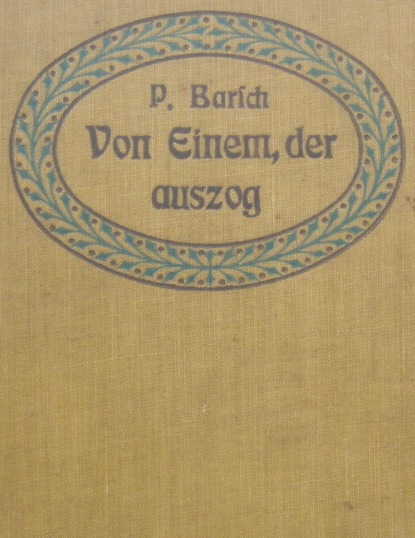 P. Barſch
Von Einem, der
auszog